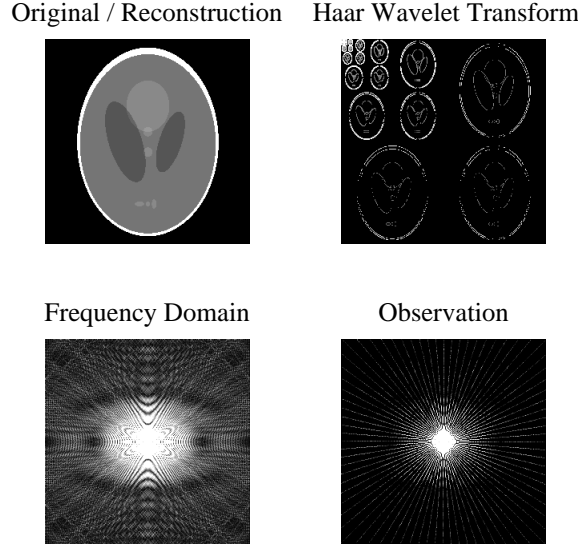 Original / Reconstruction
Haar Wavelet Transform
Frequency Domain
Observation